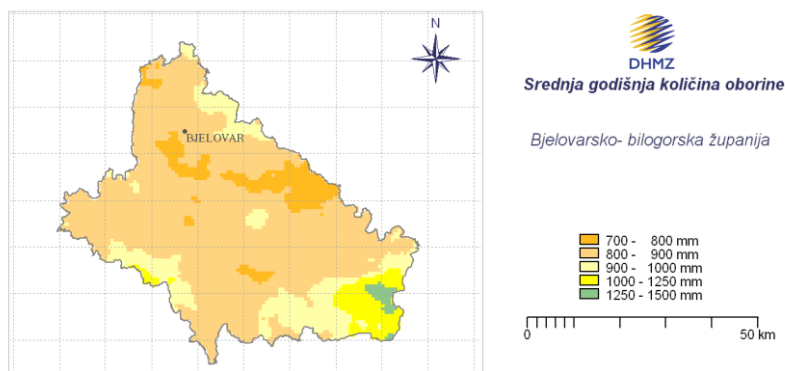 N
BJELOVAR
DHMZ
Srednja godišnja količina oborine
Bjelovarsko- bilogorska županija
700 - 800 mm
800 - 900 mm
900 - 1000 mm
1000 - 1250 mm
1250 - 1500 mm
0 50 km